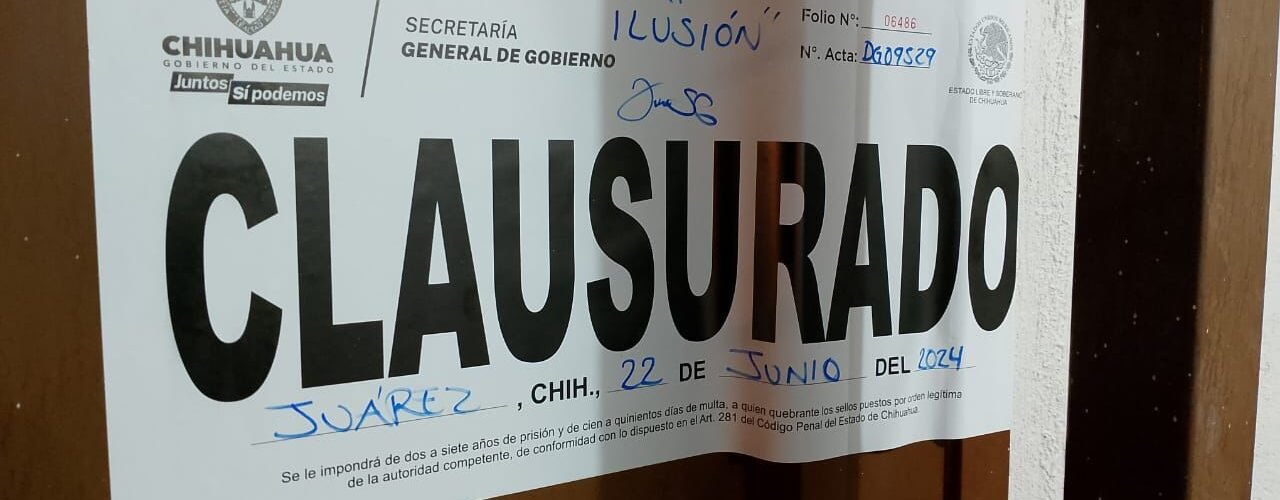 CHIHUAHUA
GOBIERNO DEL ESTADO
Juntos
Sí podemos
SECRETARÍA
GENERAL DE GOBIERNO
"ILUSIÓN"
Folio Nº: 06486
Nº. Acta: DG09529
ESTADOS UNIDOS MEXICANOS
ESTADO LIBRE Y SOBERANO
DE CHIHUAHUA
CLAUSURADO
JUÁREZ, CHIH., 22 DE JUNIO DEL 2024
Se le impondrá de dos a siete años de prisión y de cien a quinientos días de multa, a quien quebrante los sellos puestos por orden legítima
de la autoridad competente, de conformidad con lo dispuesto en el Art. 281 del Código Penal del Estado de Chihuahua.